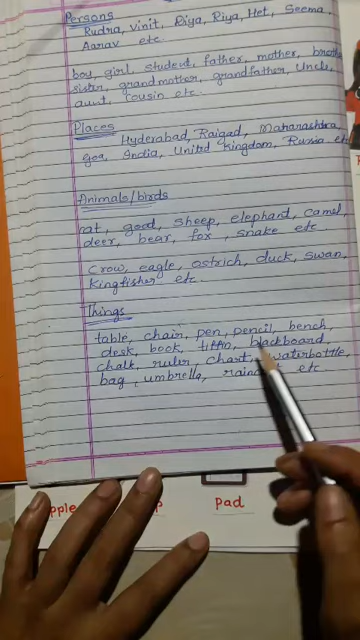 Persons
Rudra, Vinit, Riya, Riya, Het, Seema,
Aarav etc.
boy, girl, student, father, mother, brothe
sister, grandmother, grandfather, Uncle,
aunt, cousin etc.
Places
Hyderabad, Raigad, Maharashtra,
Goa, India, United kingdom, Russia etc
Animals/birds
cat, goad, sheep, elephant, camel,
deer, bear, fox, snake etc
Crow, eagle, ostrich, duck, swan,
Kingfisher etc.
Things
table, chair, pen, pencil, bench,
desk, book, tiffin, blackboard,
chalk, ruler, chart, waterbottle,
bag, umbrella, etc
pple
p
Pad